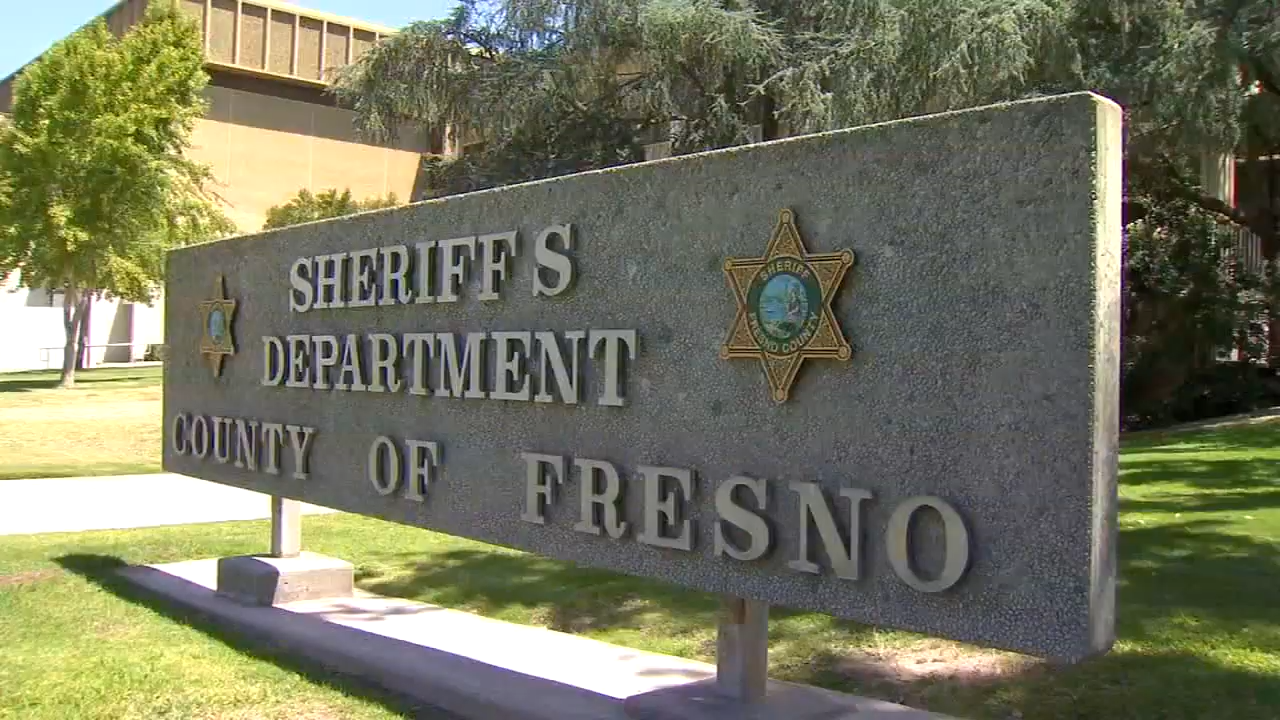 SHERIFF'S
DEPARTMENT
COUNTY OF FRESNO
SHERIFF
FRESNO COUNTY